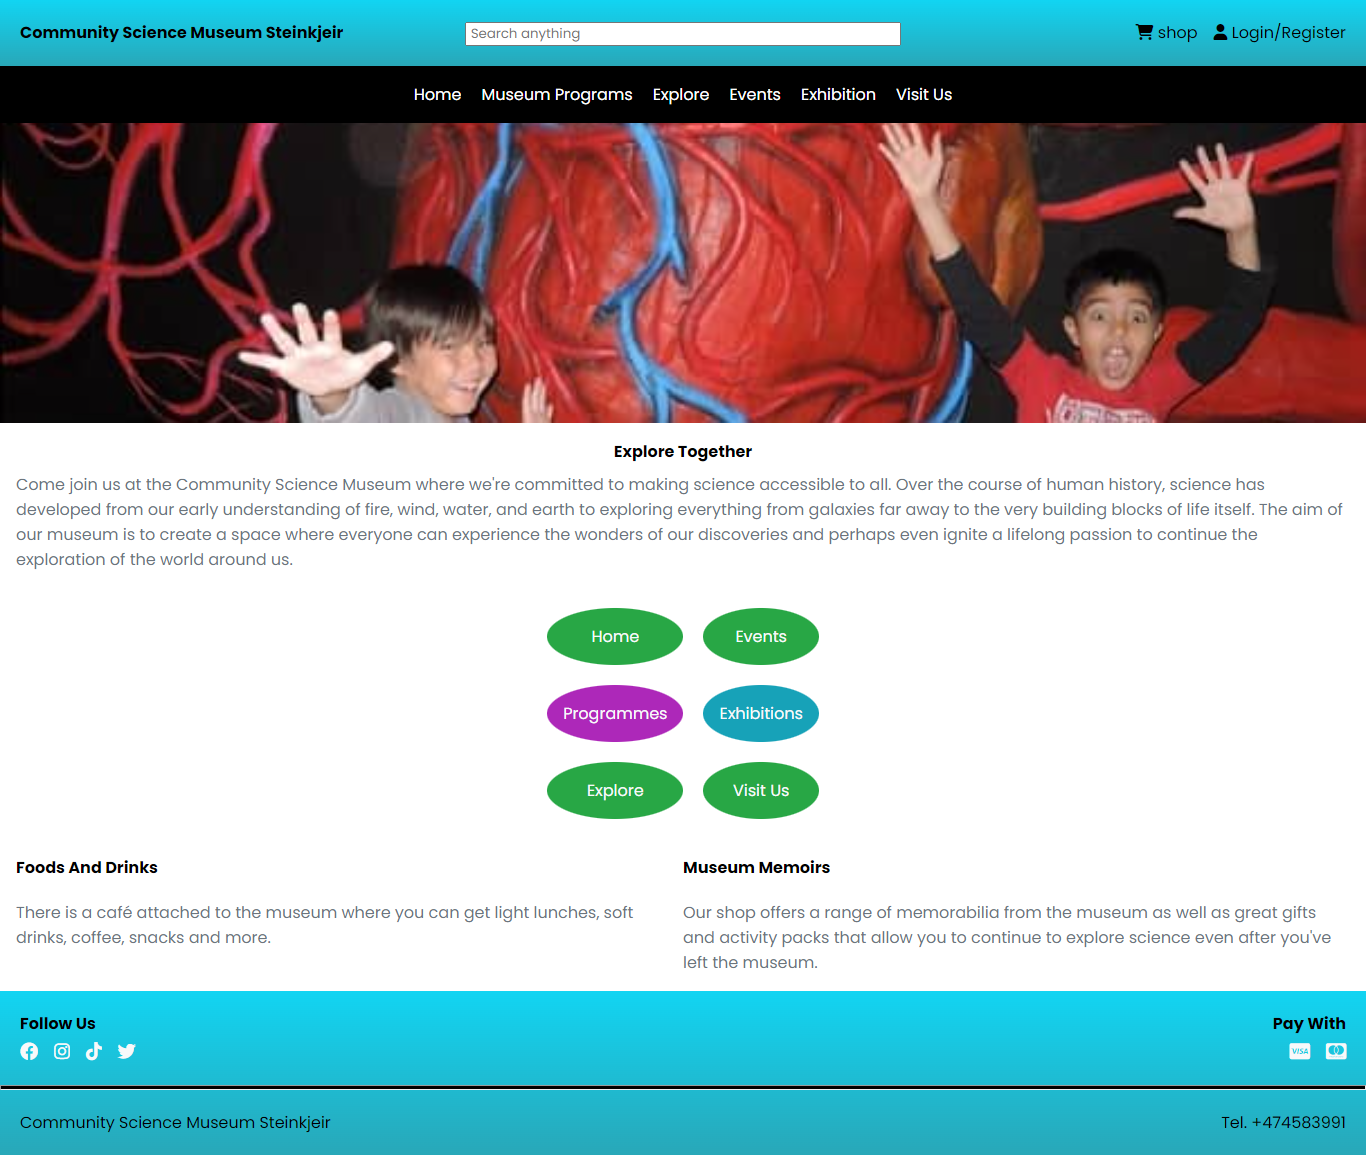 Community Science Museum Steinkjeir
Search anything
shop
Login/Register
Home Museum Programs Explore Events Exhibition Visit Us
Explore Together
Come join us at the Community Science Museum where we're committed to making science accessible to all. Over the course of human history, science has
developed from our early understanding of fire, wind, water, and earth to exploring everything from galaxies far away to the very building blocks of life itself. The aim of
our museum is to create a space where everyone can experience the wonders of our discoveries and perhaps even ignite a lifelong passion to continue the
exploration of the world around us.
Home
Events
Programmes
Exhibitions
Explore
Visit Us
Foods And Drinks
There is a café attached to the museum where you can get light lunches, soft
drinks, coffee, snacks and more.
Museum Memoirs
Our shop offers a range of memorabilia from the museum as well as great gifts
and activity packs that allow you to continue to explore science even after you've
left the museum.
Follow Us
Pay With
VISA
Community Science Museum Steinkjeir
Tel. +474583991